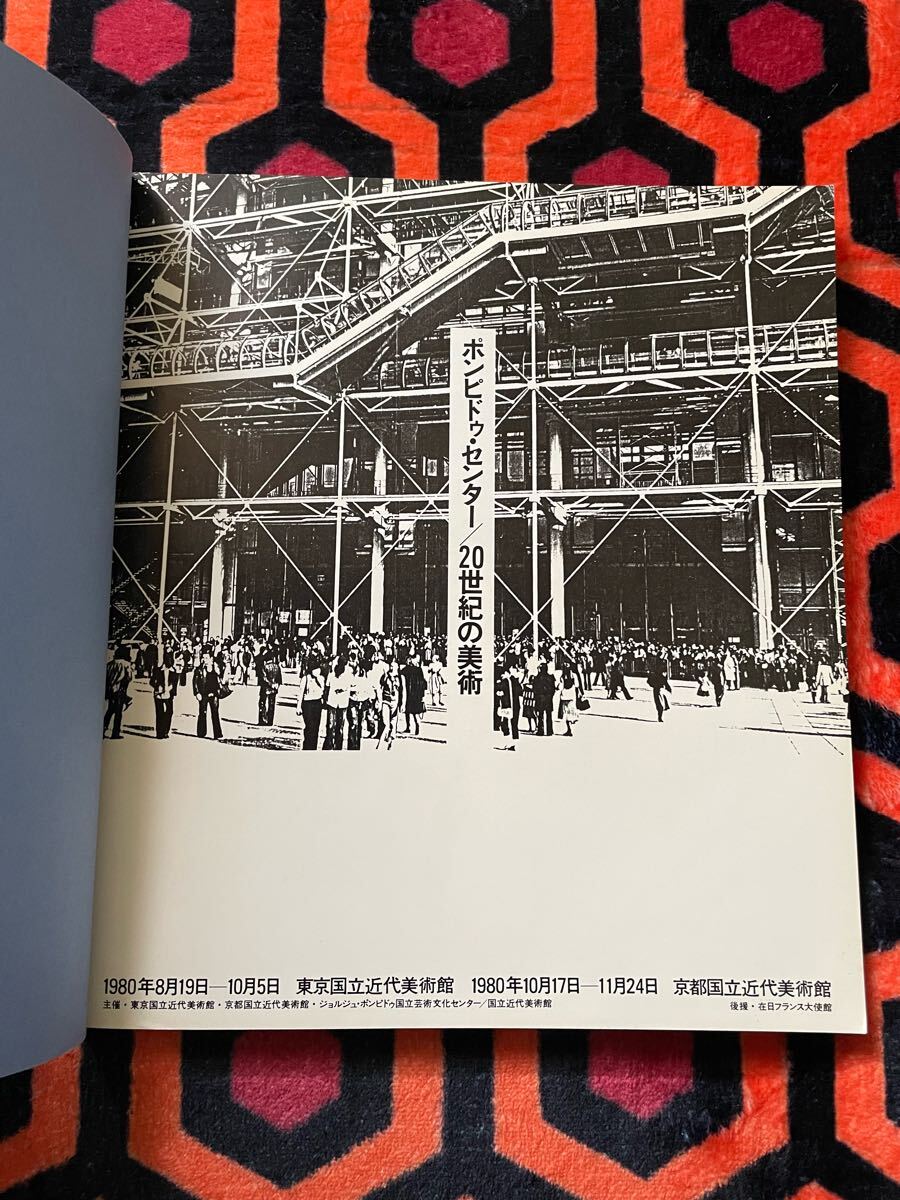 ポンピドゥ・センター/20世紀の美術
1980年8月19日—10月5日 東京国立近代美術館 1980年10月17日—11月24日 京都国立近代美術館
主催・東京国立近代美術館・京都国立近代美術館・ジョルジュ・ポンピドゥ国立芸術文化センター/国立近代美術館 後援・在日フランス大使館